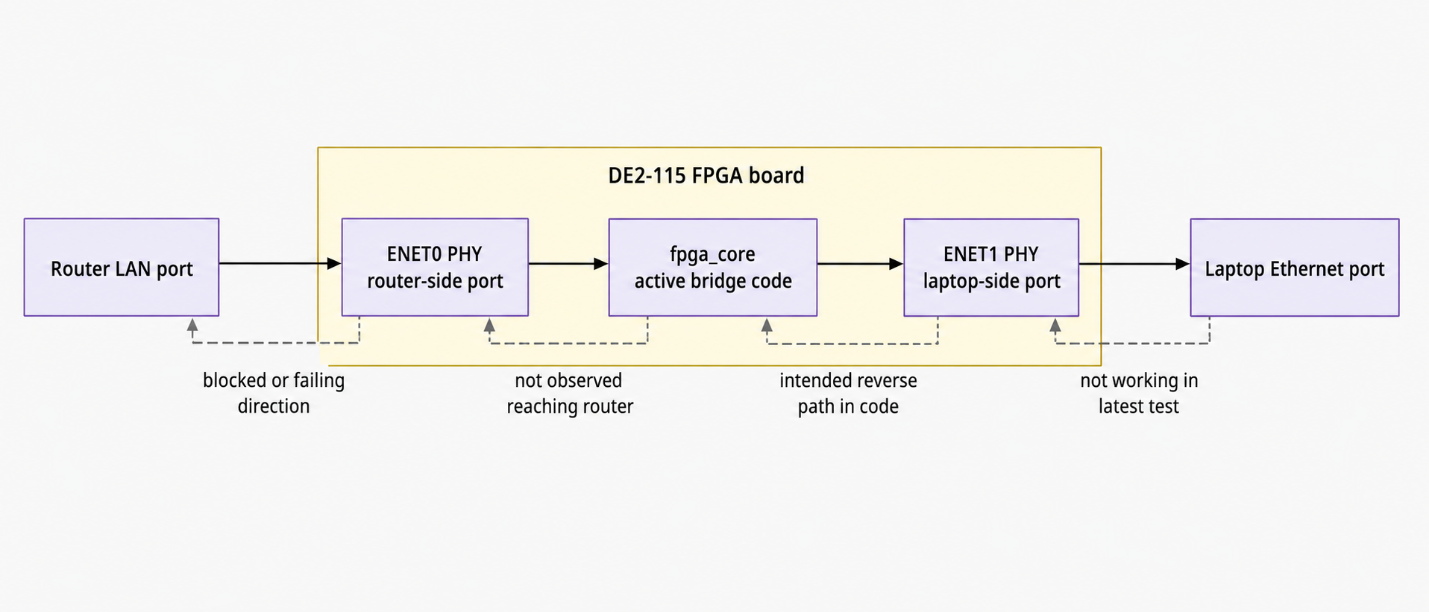 DE2-115 FPGA board
Router LAN port
ENET0 PHY
router-side port
fpga_core
active bridge code
ENET1 PHY
laptop-side port
Laptop Ethernet port
blocked or failing
direction
not observed
reaching router
intended reverse
path in code
not working in
latest test